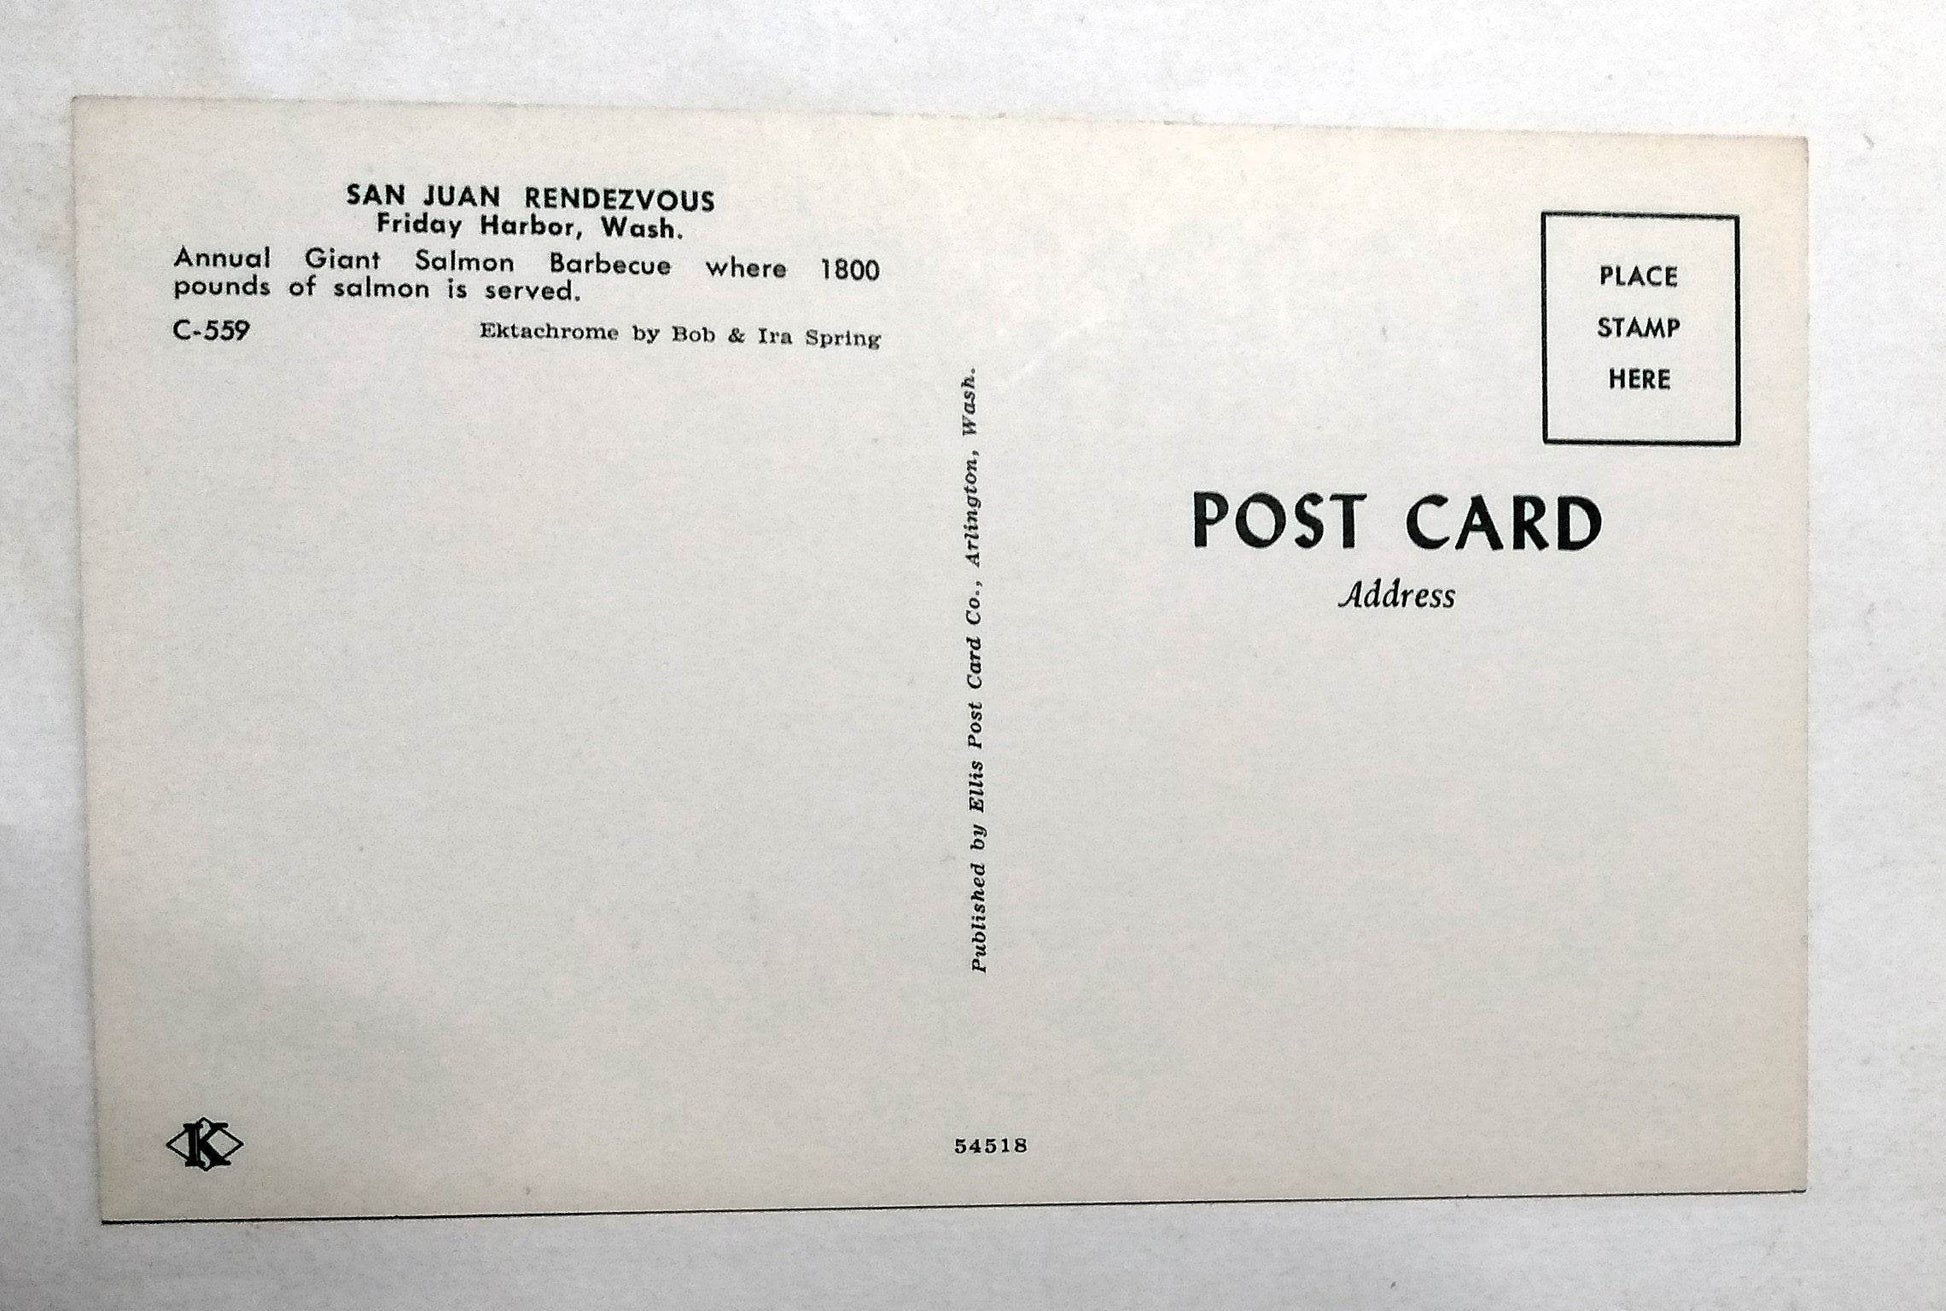 SAN JUAN RENDEZVOUS
Friday Harbor, Wash.
Annual Giant Salmon Barbecue where 1800
pounds of salmon is served.
C-559 Ektachrome by Bob & Ira Spring
Published by Ellis Post Card Co., Arlington, Wash.
PLACE
STAMP
HERE
POST CARD
Address
K
54518